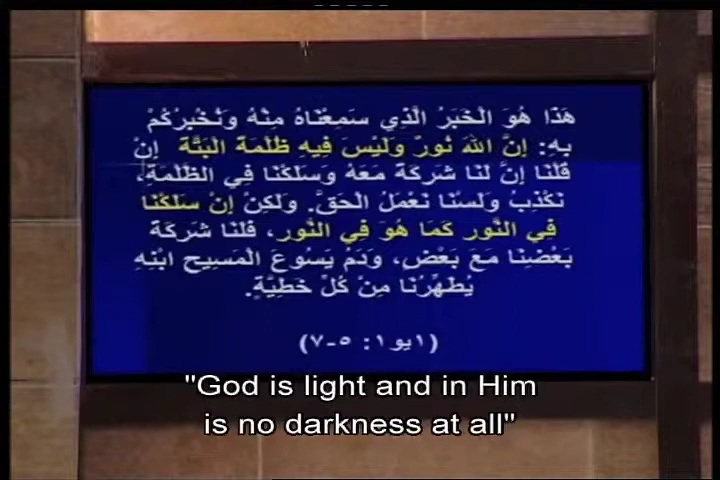 هَذَا هُوَ الْخَبَرُ الَّذِي سَمِعْنَاهُ مِنْهُ وَنُخْبِرُكُمْ
بِهِ: إِنَّ اللهَ نُورٌ وَلَيْسَ فِيهِ ظُلْمَةٌ الْبَتَّةَ إِنْ
قُلْنَا إِنَّ لَنَا شَرِكَةً مَعَهُ وَسَلَكْنَا فِي الظُّلْمَةِ،
نَكْذِبُ وَلَسْنَا نَعْمَلُ الْحَقَّ. وَلَكِنْ إِنْ سَلَكْنَا
فِي النُّورِ كَمَا هُوَ فِي النُّورِ، فَلَنَا شَرِكَةٌ
بَعْضِنَا مَعَ بَعْضٍ، وَدَمُ يَسُوعَ الْمَسِيحِ ابْنِهِ
يُطَهِّرُنَا مِنْ كُلِّ خَطِيَّةٍ.
(١يو١: ٥-٧)
"God is light and in Him
is no darkness at all"